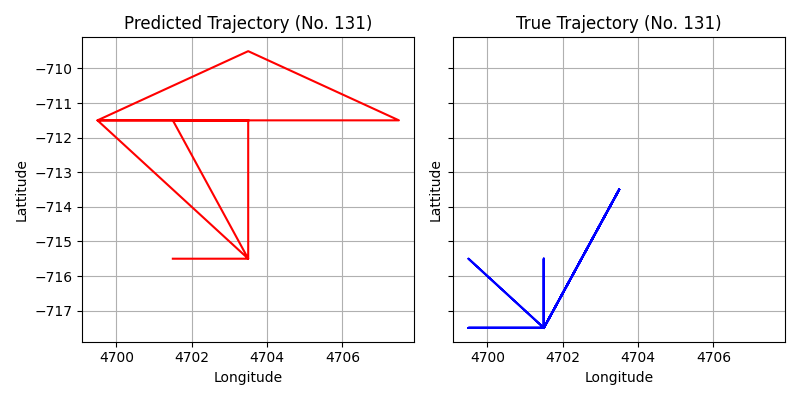 Predicted Trajectory (No. 131)
True Trajectory (No. 131)
−710
−711
−712
−713
−714
−715
−716
−717
Lattitude
Lattitude
4700
4702
4704
4706
4700
4702
4704
4706
Longitude
Longitude